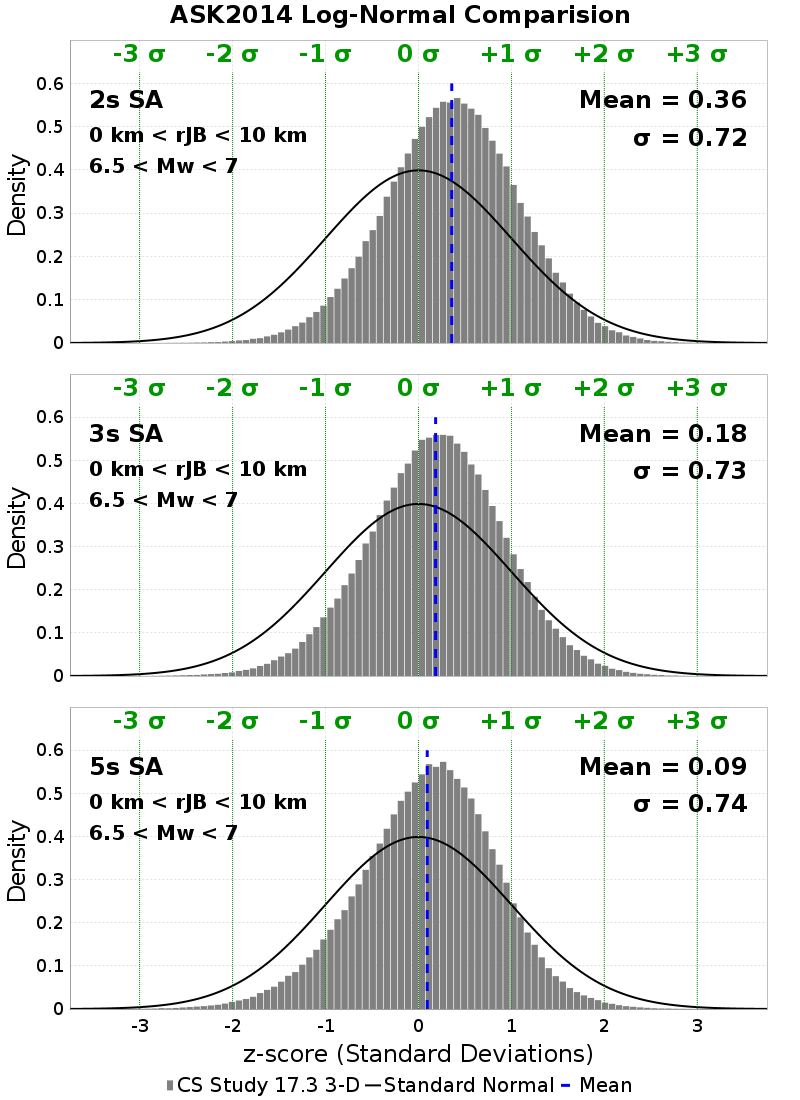 ASK2014 Log-Normal Comparision
-3 σ -2 σ -1 σ 0 σ +1 σ +2 σ +3 σ
0.6
2s SA Mean = 0.36
0.5
0 km < rJB < 10 km σ = 0.72
6.5 < Mw < 7
0.4
0.3
0.2
0.1
0
Density
-3 σ -2 σ -1 σ 0 σ +1 σ +2 σ +3 σ
0.6
3s SA Mean = 0.18
0.5
0 km < rJB < 10 km σ = 0.73
6.5 < Mw < 7
0.4
0.3
0.2
0.1
0
Density
-3 σ -2 σ -1 σ 0 σ +1 σ +2 σ +3 σ
0.6
5s SA Mean = 0.09
0.5
0 km < rJB < 10 km σ = 0.74
6.5 < Mw < 7
0.4
0.3
0.2
0.1
0
Density
-3 -2 -1 0 1 2 3
z-score (Standard Deviations)
CS Study 17.3 3-D Standard Normal Mean